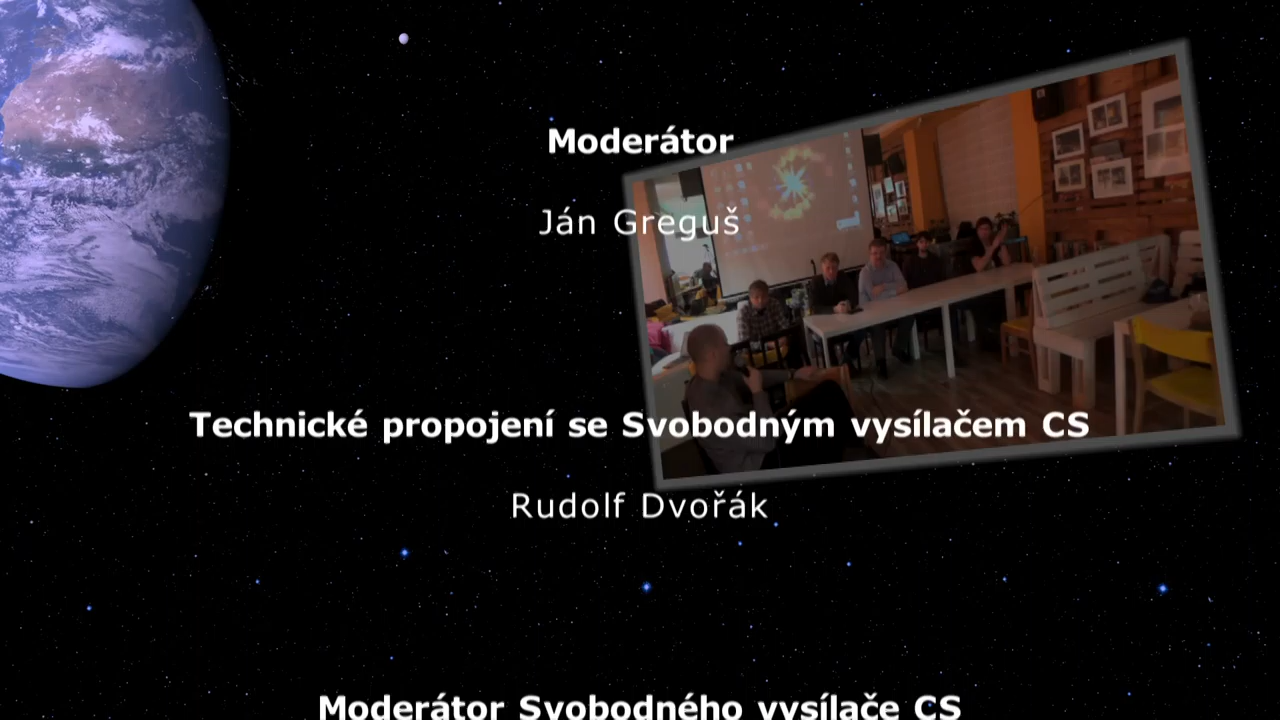 Moderátor
Ján Greguš
Technické propojení se Svobodným vysílačem CS
Rudolf Dvořák
Moderátor Svobodného vysílače CS